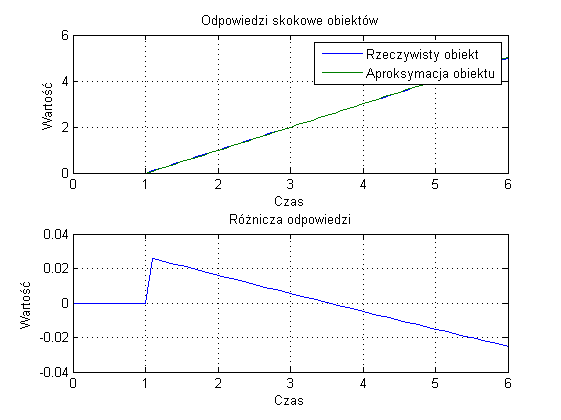 Odpowiedzi skokowe obiektów
6
4
2
0
Wartość
Rzeczywisty obiekt
Aproksymacja obiektu
0 1 2 3 4 5 6
Czas
Różnicza odpowiedzi
0.04
0.02
0
-0.02
-0.04
Wartość
0 1 2 3 4 5 6
Czas